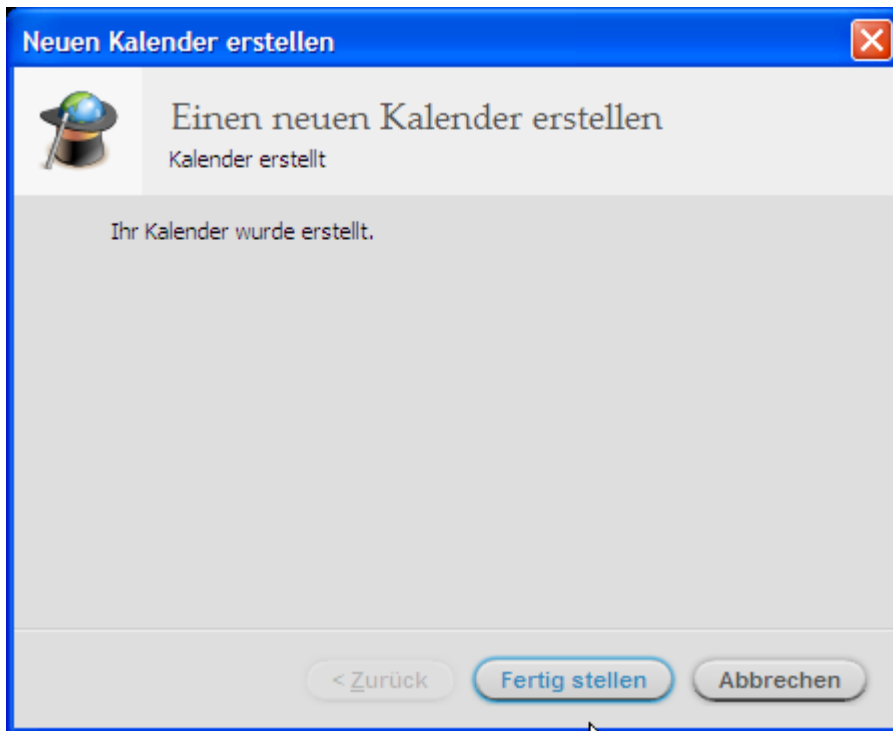 Neuen Kalender erstellen
Einen neuen Kalender erstellen
Kalender erstellt
Ihr Kalender wurde erstellt.
< Zurück
Fertig stellen
Abbrechen